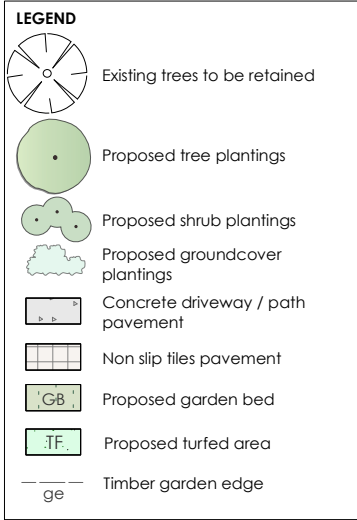 LEGEND
Existing trees to be retained
Proposed tree plantings
Proposed shrub plantings
Proposed groundcover
plantings
Concrete driveway / path
pavement
Non slip tiles pavement
GB
Proposed garden bed
TF
Proposed turfed area
Timber garden edge
ge